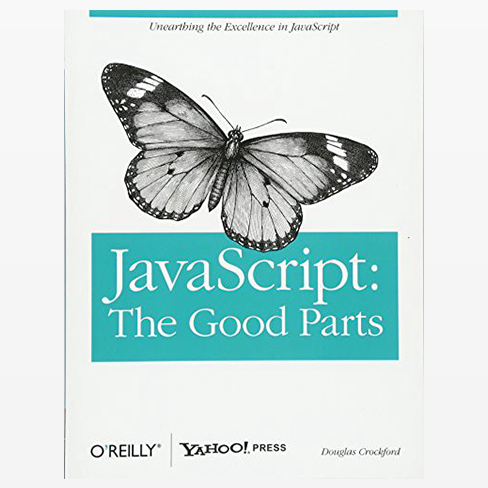 Unearthing the Excellence in JavaScript
JavaScript:
The Good Parts
O'REILLY® YAHOO! PRESS Douglas Crockford